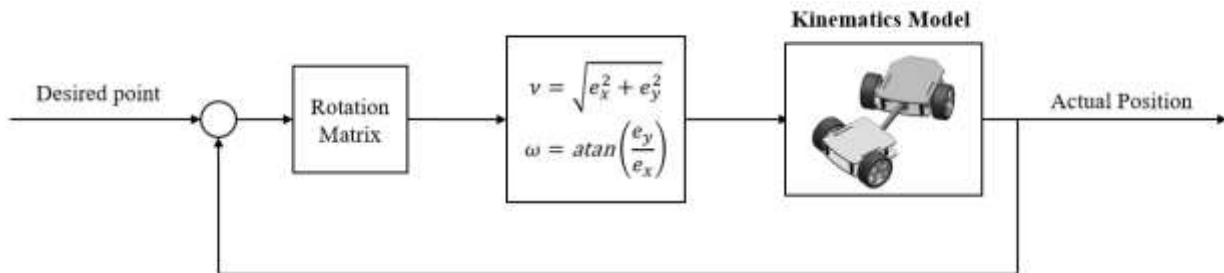 Kinematics Model
Desired point
Rotation
Matrix
v = √(e_x^2 + e_y^2)
ω = atan(e_y/e_x)
Actual Position